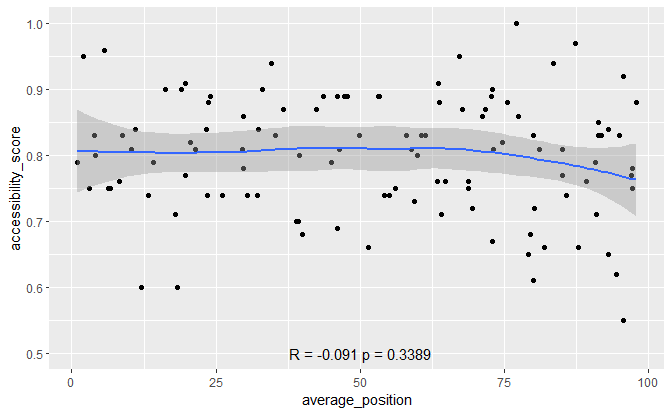 1.0
0.9
0.8
0.7
0.6
0.5
accessibility_score
R = -0.091 p = 0.3389
0 25 50 75 100
average_position